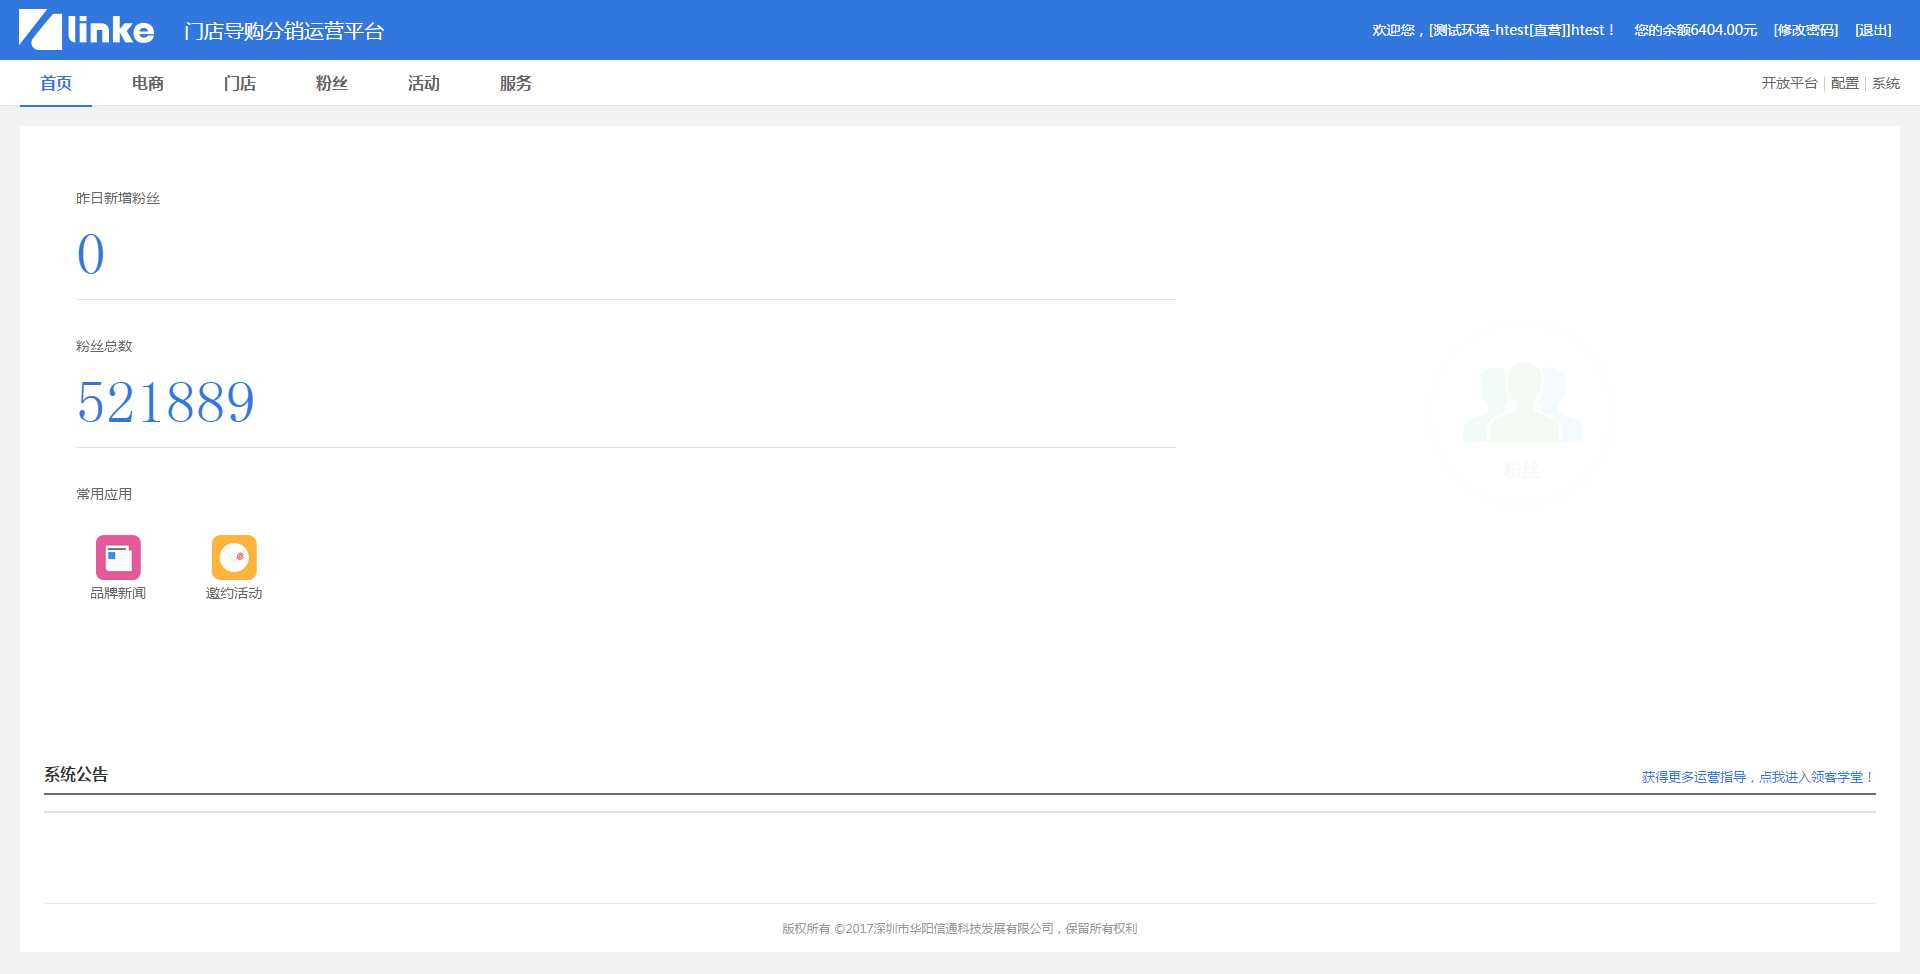 linke 门店导购分销运营平台 欢迎您，[测试环境-htest[直营]]htest！ 您的余额6404.00元 [修改密码] [退出]
首页 电商 门店 粉丝 活动 服务 开放平台 配置 系统
昨日新增粉丝
0
粉丝总数
521889
粉丝
常用应用
品牌新闻 邀约活动
系统公告 获得更多运营指导，点我进入领客学堂！
版权所有 ©2017深圳市华阳信通科技发展有限公司，保留所有权利